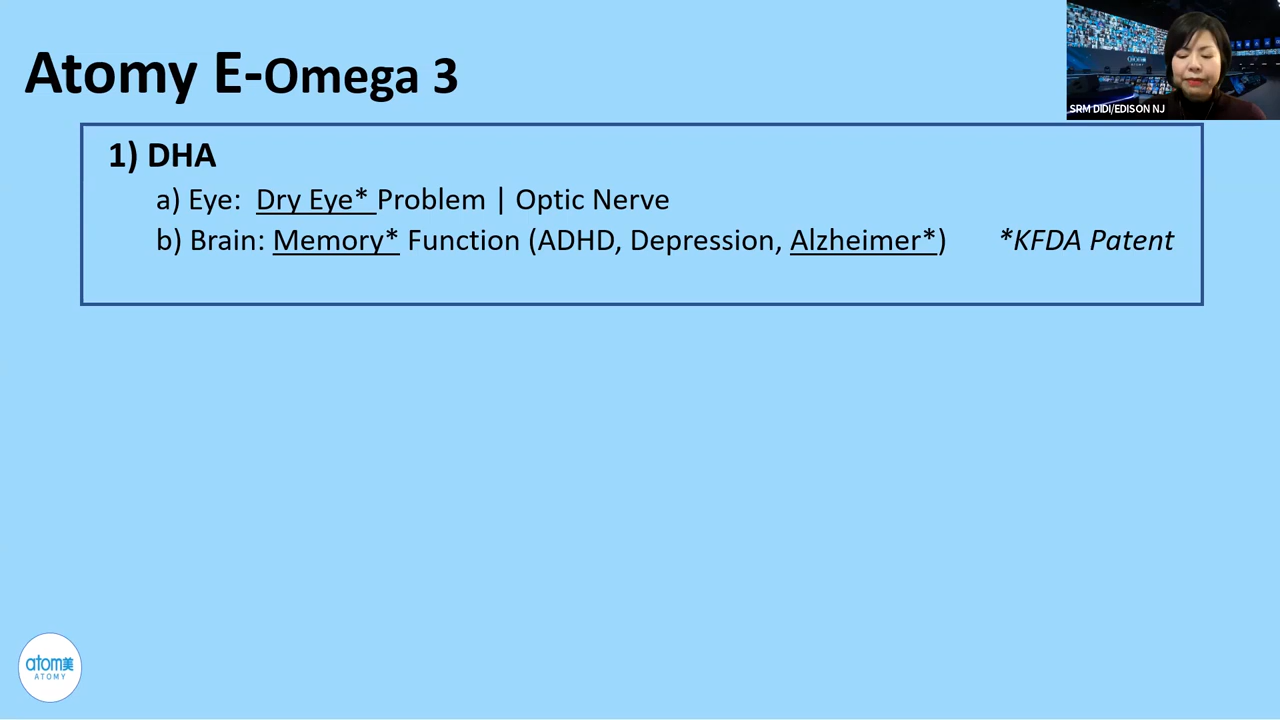 Atomy E-Omega 3
SRM DIDI/EDISON NJ
1) DHA
a) Eye: Dry Eye* Problem | Optic Nerve
b) Brain: Memory* Function (ADHD, Depression, Alzheimer*) *KFDA Patent
atom美
ATOMY